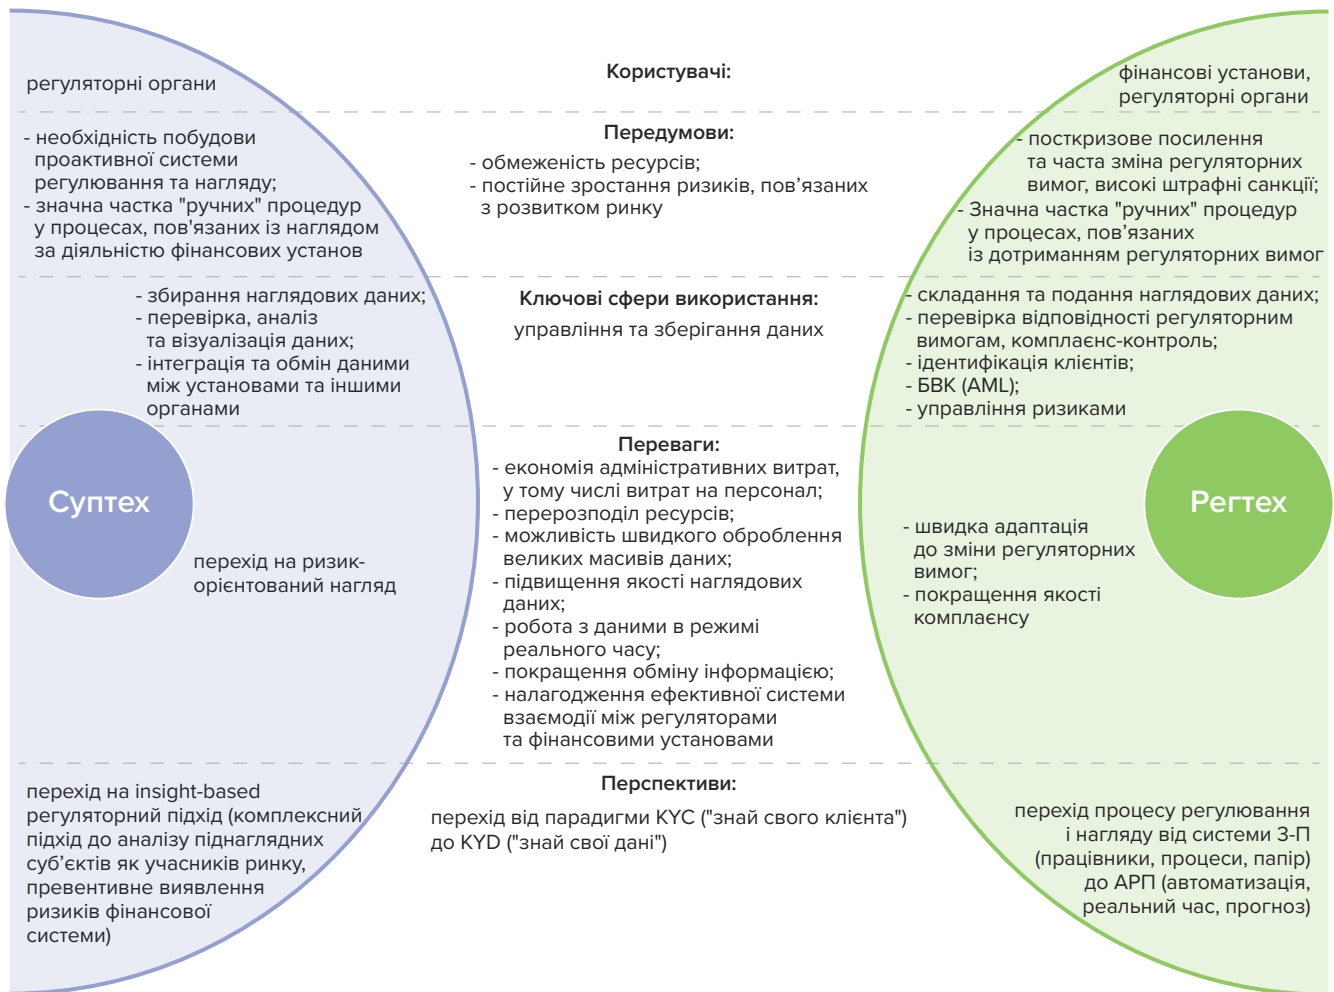 Користувачі:
регуляторні органи
фінансові установи,
регуляторні органи
Передумови:
- необхідність побудови
проактивної системи
регулювання та нагляду;
- значна частка "ручних" процедур
у процесах, пов'язаних із наглядом
за діяльністю фінансових установ
- обмеженість ресурсів;
- постійне зростання ризиків, пов’язаних
з розвитком ринку
- посткризове посилення
та часта зміна регуляторних
вимог, високі штрафні санкції;
- Значна частка "ручних" процедур
у процесах, пов’язаних
із дотриманням регуляторних вимог
Ключові сфери використання:
- збирання наглядових даних;
- перевірка, аналіз
та візуалізація даних;
- інтеграція та обмін даними
між установами та іншими
органами
управління та зберігання даних
- складання та подання наглядових даних;
- перевірка відповідності регуляторним
вимогам, комплаєнс-контроль;
- ідентифікація клієнтів;
- БВК (AML);
- управління ризиками
Суптех
Переваги:
перехід на ризик-
орієнтований нагляд
- економія адміністративних витрат,
у тому числі витрат на персонал;
- перерозподіл ресурсів;
- можливість швидкого оброблення
великих масивів даних;
- підвищення якості наглядових
даних;
- робота з даними в режимі
реального часу;
- покращення обміну інформацією;
- налагодження ефективної системи
взаємодії між регуляторами
та фінансовими установами
- швидка адаптація
до зміни регуляторних
вимог;
- покращення якості
комплаєнсу
Регтех
Перспективи:
перехід на insight-based
регуляторний підхід (комплексний
підхід до аналізу піднаглядних
суб’єктів як учасників ринку,
превентивне виявлення
ризиків фінансової
системи)
перехід від парадигми KYC ("знай свого клієнта")
до KYD ("знай свої дані")
перехід процесу регулювання
і нагляду від системи 3-П
(працівники, процеси, папір)
до АРП (автоматизація,
реальний час, прогноз)